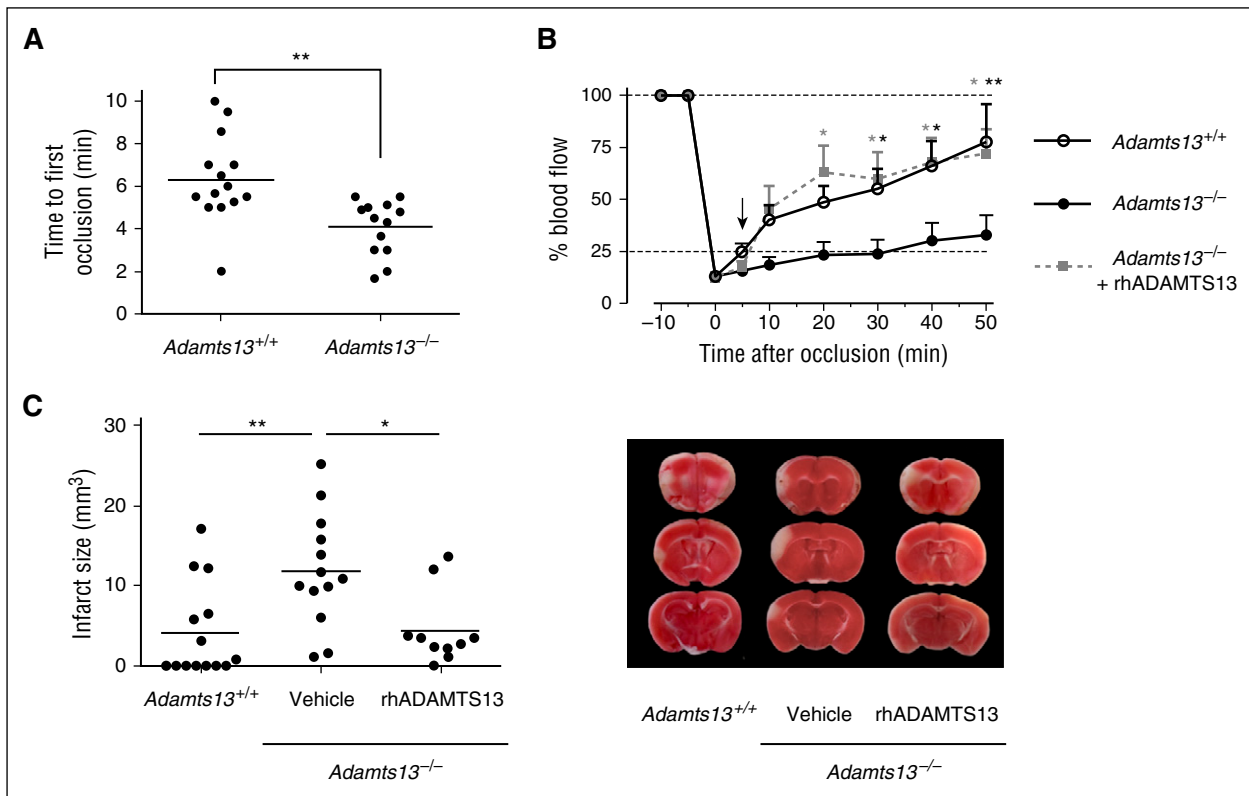 A
**
Time to first
occlusion (min)
10
8
6
4
2
0
Adamts13+/+
Adamts13−/−
B
* **
% blood flow
100
75
50
25
0
*
* *
* *
−10
0
10
20
30
40
50
Time after occlusion (min)
Adamts13+/+
Adamts13−/−
Adamts13−/−
+ rhADAMTS13
C
Infarct size (mm³)
30
20
10
0
**
*
Adamts13+/+
Vehicle
rhADAMTS13
Adamts13−/−
Adamts13+/+
Vehicle
rhADAMTS13
Adamts13−/−